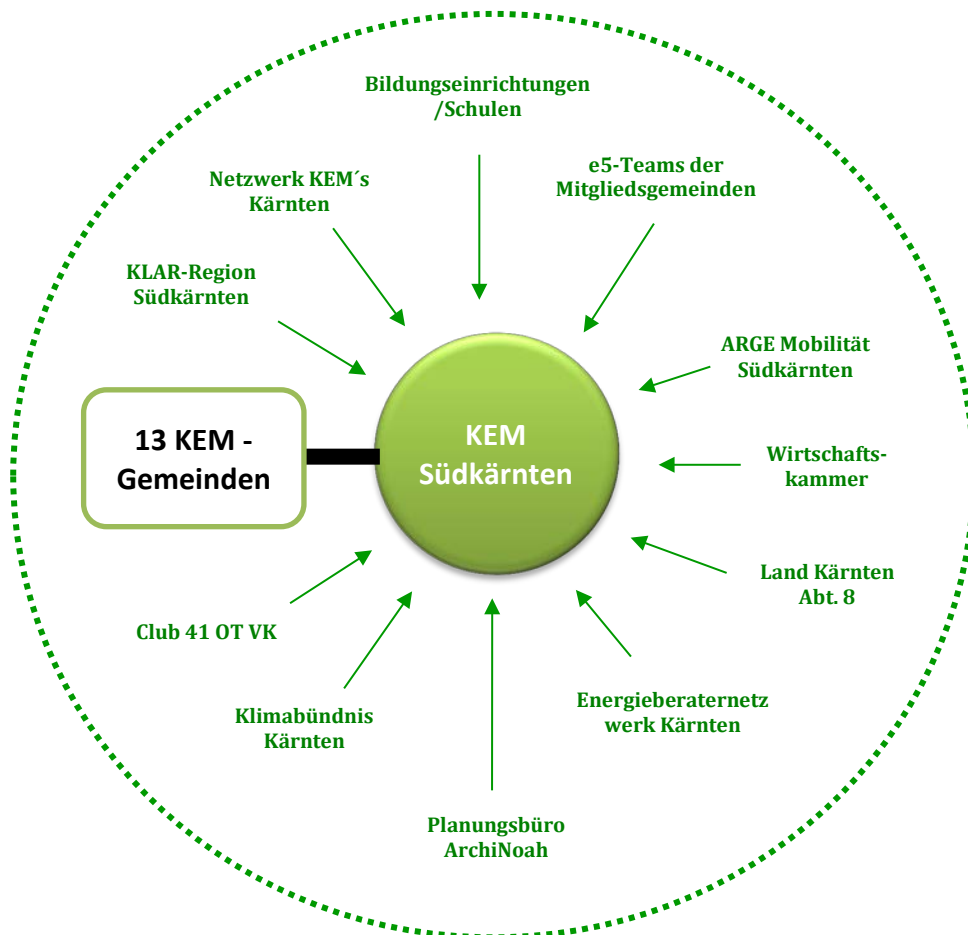 Bildungseinrichtungen
/Schulen
e5-Teams der
Mitgliedsgemeinden
Netzwerk KEM´s
Kärnten
KLAR-Region
Südkärnten
ARGE Mobilität
Südkärnten
13 KEM -
Gemeinden
KEM
Südkärnten
Wirtschafts-
kammer
Land Kärnten
Abt. 8
Club 41 OT VK
Energieberaternetz
werk Kärnten
Klimabündnis
Kärnten
Planungsbüro
ArchiNoah